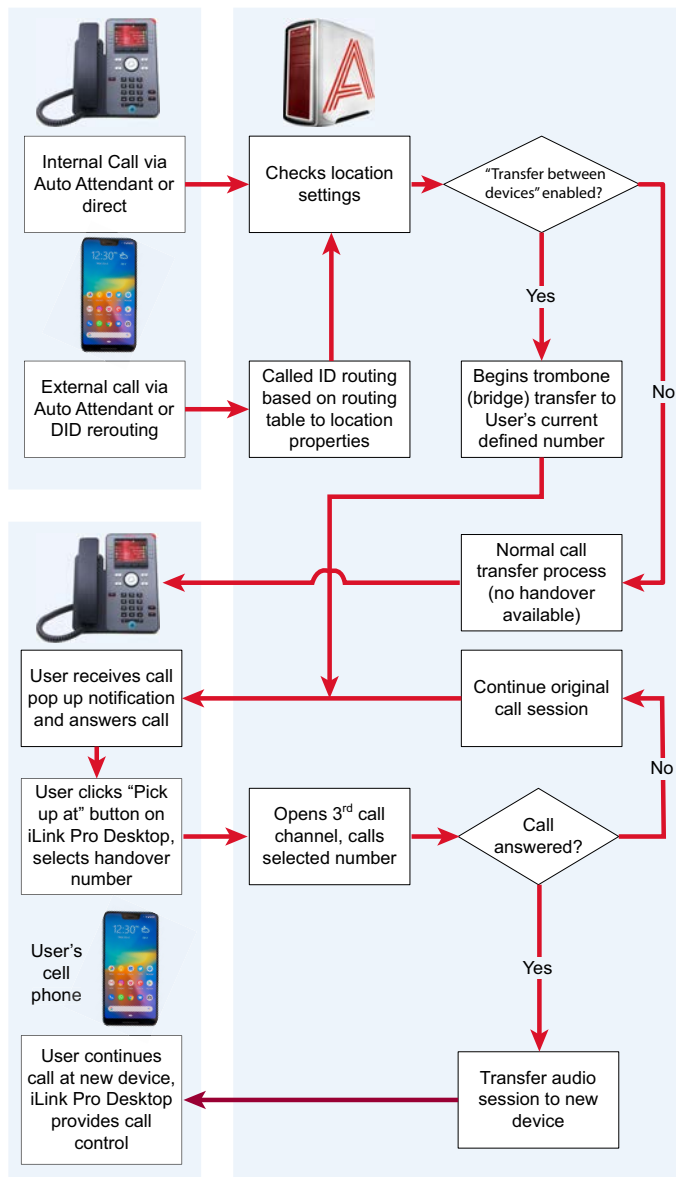 Internal Call via
Auto Attendant or
direct
Checks location
settings
“Transfer between
devices” enabled?
Yes
No
External call via
Auto Attendant or
DID rerouting
Called ID routing
based on routing
table to location
properties
Begins trombone
(bridge) transfer to
User’s current
defined number
Normal call
transfer process
(no handover
available)
User receives call
pop up notification
and answers call
Continue original
call session
No
User clicks “Pick
up at” button on
iLink Pro Desktop,
selects handover
number
Opens 3rd call
channel, calls
selected number
Call
answered?
Yes
User’s
cell
phone
12:30
12:30
User continues
call at new device,
iLink Pro Desktop
provides call
control
Transfer audio
session to new
device